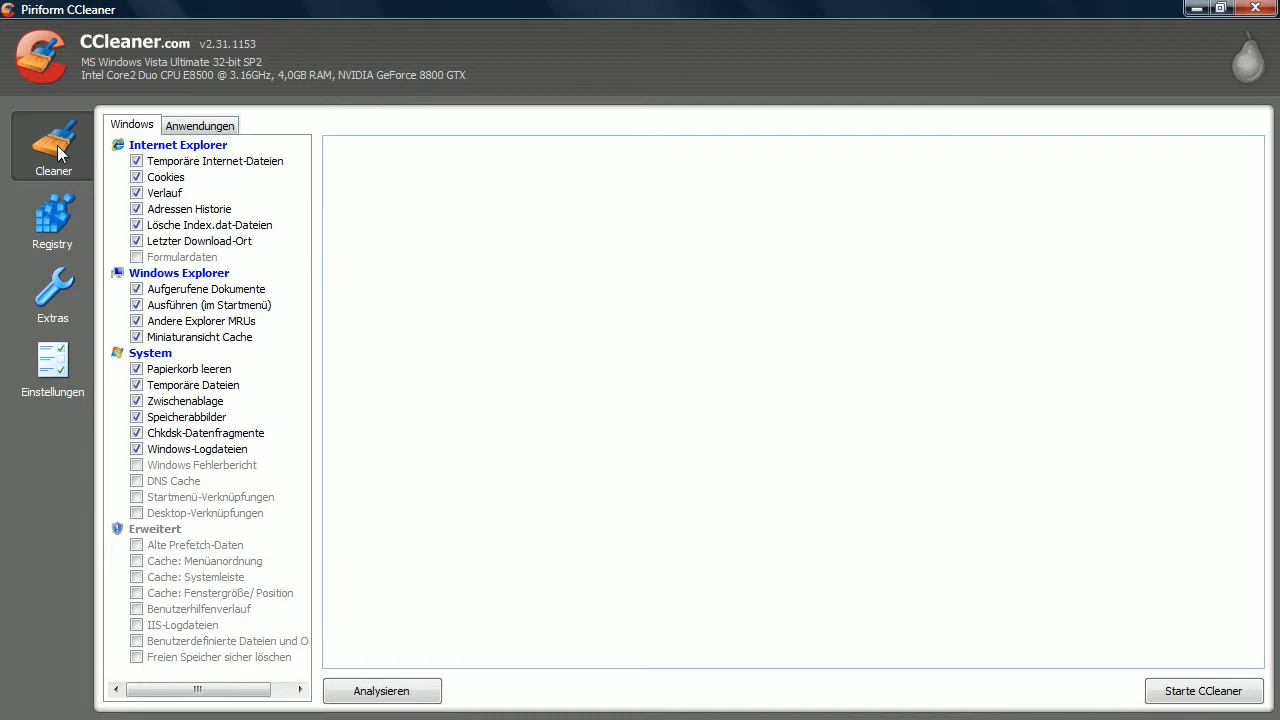 Piriform CCleaner
CCleaner.com v2.31.1153
MS Windows Vista Ultimate 32-bit SP2
Intel Core2 Duo CPU E8500 @ 3.16GHz, 4,0GB RAM, NVIDIA GeForce 8800 GTX
Cleaner
Registry
Extras
Einstellungen
Windows
Anwendungen
Internet Explorer
Temporäre Internet-Dateien
Cookies
Verlauf
Adressen Historie
Lösche Index.dat-Dateien
Letzter Download-Ort
Formulardaten
Windows Explorer
Aufgerufene Dokumente
Ausführen (im Startmenü)
Andere Explorer MRUs
Miniaturansicht Cache
System
Papierkorb leeren
Temporäre Dateien
Zwischenablage
Speicherabbilder
Chkdsk-Datenfragmente
Windows-Logdateien
Windows Fehlerbericht
DNS Cache
Startmenü-Verknüpfungen
Desktop-Verknüpfungen
Erweitert
Alte Prefetch-Daten
Cache: Menüanordnung
Cache: Systemleiste
Cache: Fenstergröße/ Position
Benutzerhilfenverlauf
IIS-Logdateien
Benutzerdefinierte Dateien und O
Freien Speicher sicher löschen
Analysieren
Starte CCleaner